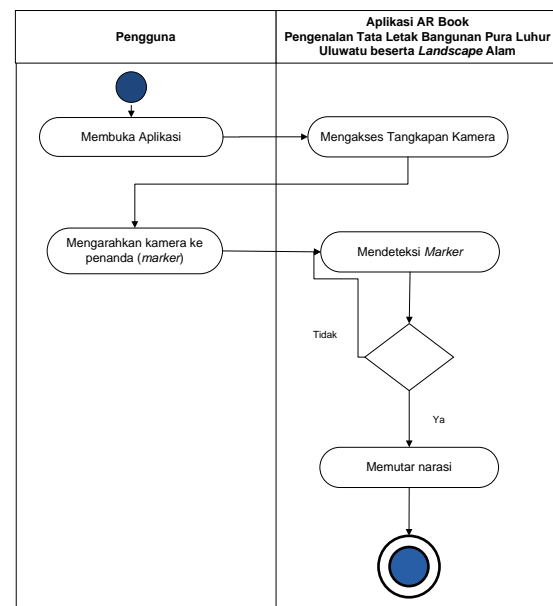 Pengguna
Aplikasi AR Book
Pengenalan Tata Letak Bangunan Pura Luhur
Uluwatu beserta Landscape Alam
Membuka Aplikasi
Mengakses Tangkapan Kamera
Mengarahkan kamera ke
penanda (marker)
Mendeteksi Marker
Tidak
Ya
Memutar narasi